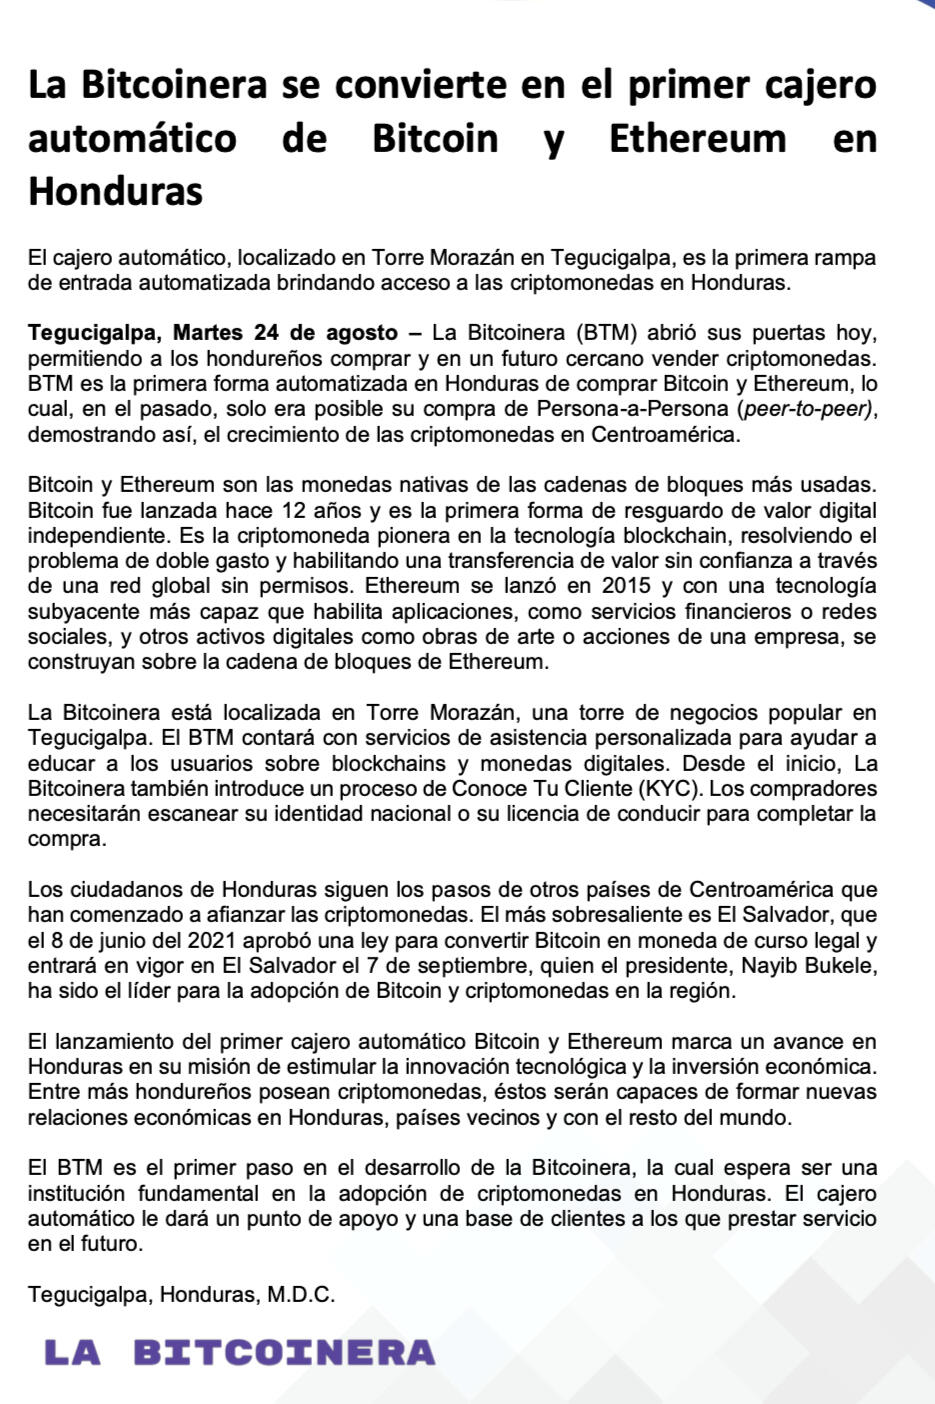 La Bitcoinera se convierte en el primer cajero
automático de Bitcoin y Ethereum en
Honduras
El cajero automático, localizado en Torre Morazán en Tegucigalpa, es la primera rampa
de entrada automatizada brindando acceso a las criptomonedas en Honduras.
Tegucigalpa, Martes 24 de agosto – La Bitcoinera (BTM) abrió sus puertas hoy,
permitiendo a los hondureños comprar y en un futuro cercano vender criptomonedas.
BTM es la primera forma automatizada en Honduras de comprar Bitcoin y Ethereum, lo
cual, en el pasado, solo era posible su compra de Persona-a-Persona (peer-to-peer),
demostrando así, el crecimiento de las criptomonedas en Centroamérica.
Bitcoin y Ethereum son las monedas nativas de las cadenas de bloques más usadas.
Bitcoin fue lanzada hace 12 años y es la primera forma de resguardo de valor digital
independiente. Es la criptomoneda pionera en la tecnología blockchain, resolviendo el
problema de doble gasto y habilitando una transferencia de valor sin confianza a través
de una red global sin permisos. Ethereum se lanzó en 2015 y con una tecnología
subyacente más capaz que habilita aplicaciones, como servicios financieros o redes
sociales, y otros activos digitales como obras de arte o acciones de una empresa, se
construyan sobre la cadena de bloques de Ethereum.
La Bitcoinera está localizada en Torre Morazán, una torre de negocios popular en
Tegucigalpa. El BTM contará con servicios de asistencia personalizada para ayudar a
educar a los usuarios sobre blockchains y monedas digitales. Desde el inicio, La
Bitcoinera también introduce un proceso de Conoce Tu Cliente (KYC). Los compradores
necesitarán escanear su identidad nacional o su licencia de conducir para completar la
compra.
Los ciudadanos de Honduras siguen los pasos de otros países de Centroamérica que
han comenzado a afianzar las criptomonedas. El más sobresaliente es El Salvador, que
el 8 de junio del 2021 aprobó una ley para convertir Bitcoin en moneda de curso legal y
entrará en vigor en El Salvador el 7 de septiembre, quien el presidente, Nayib Bukele,
ha sido el líder para la adopción de Bitcoin y criptomonedas en la región.
El lanzamiento del primer cajero automático Bitcoin y Ethereum marca un avance en
Honduras en su misión de estimular la innovación tecnológica y la inversión económica.
Entre más hondureños posean criptomonedas, éstos serán capaces de formar nuevas
relaciones económicas en Honduras, países vecinos y con el resto del mundo.
El BTM es el primer paso en el desarrollo de la Bitcoinera, la cual espera ser una
institución fundamental en la adopción de criptomonedas en Honduras. El cajero
automático le dará un punto de apoyo y una base de clientes a los que prestar servicio
en el futuro.
Tegucigalpa, Honduras, M.D.C.
LA BITCOINERA